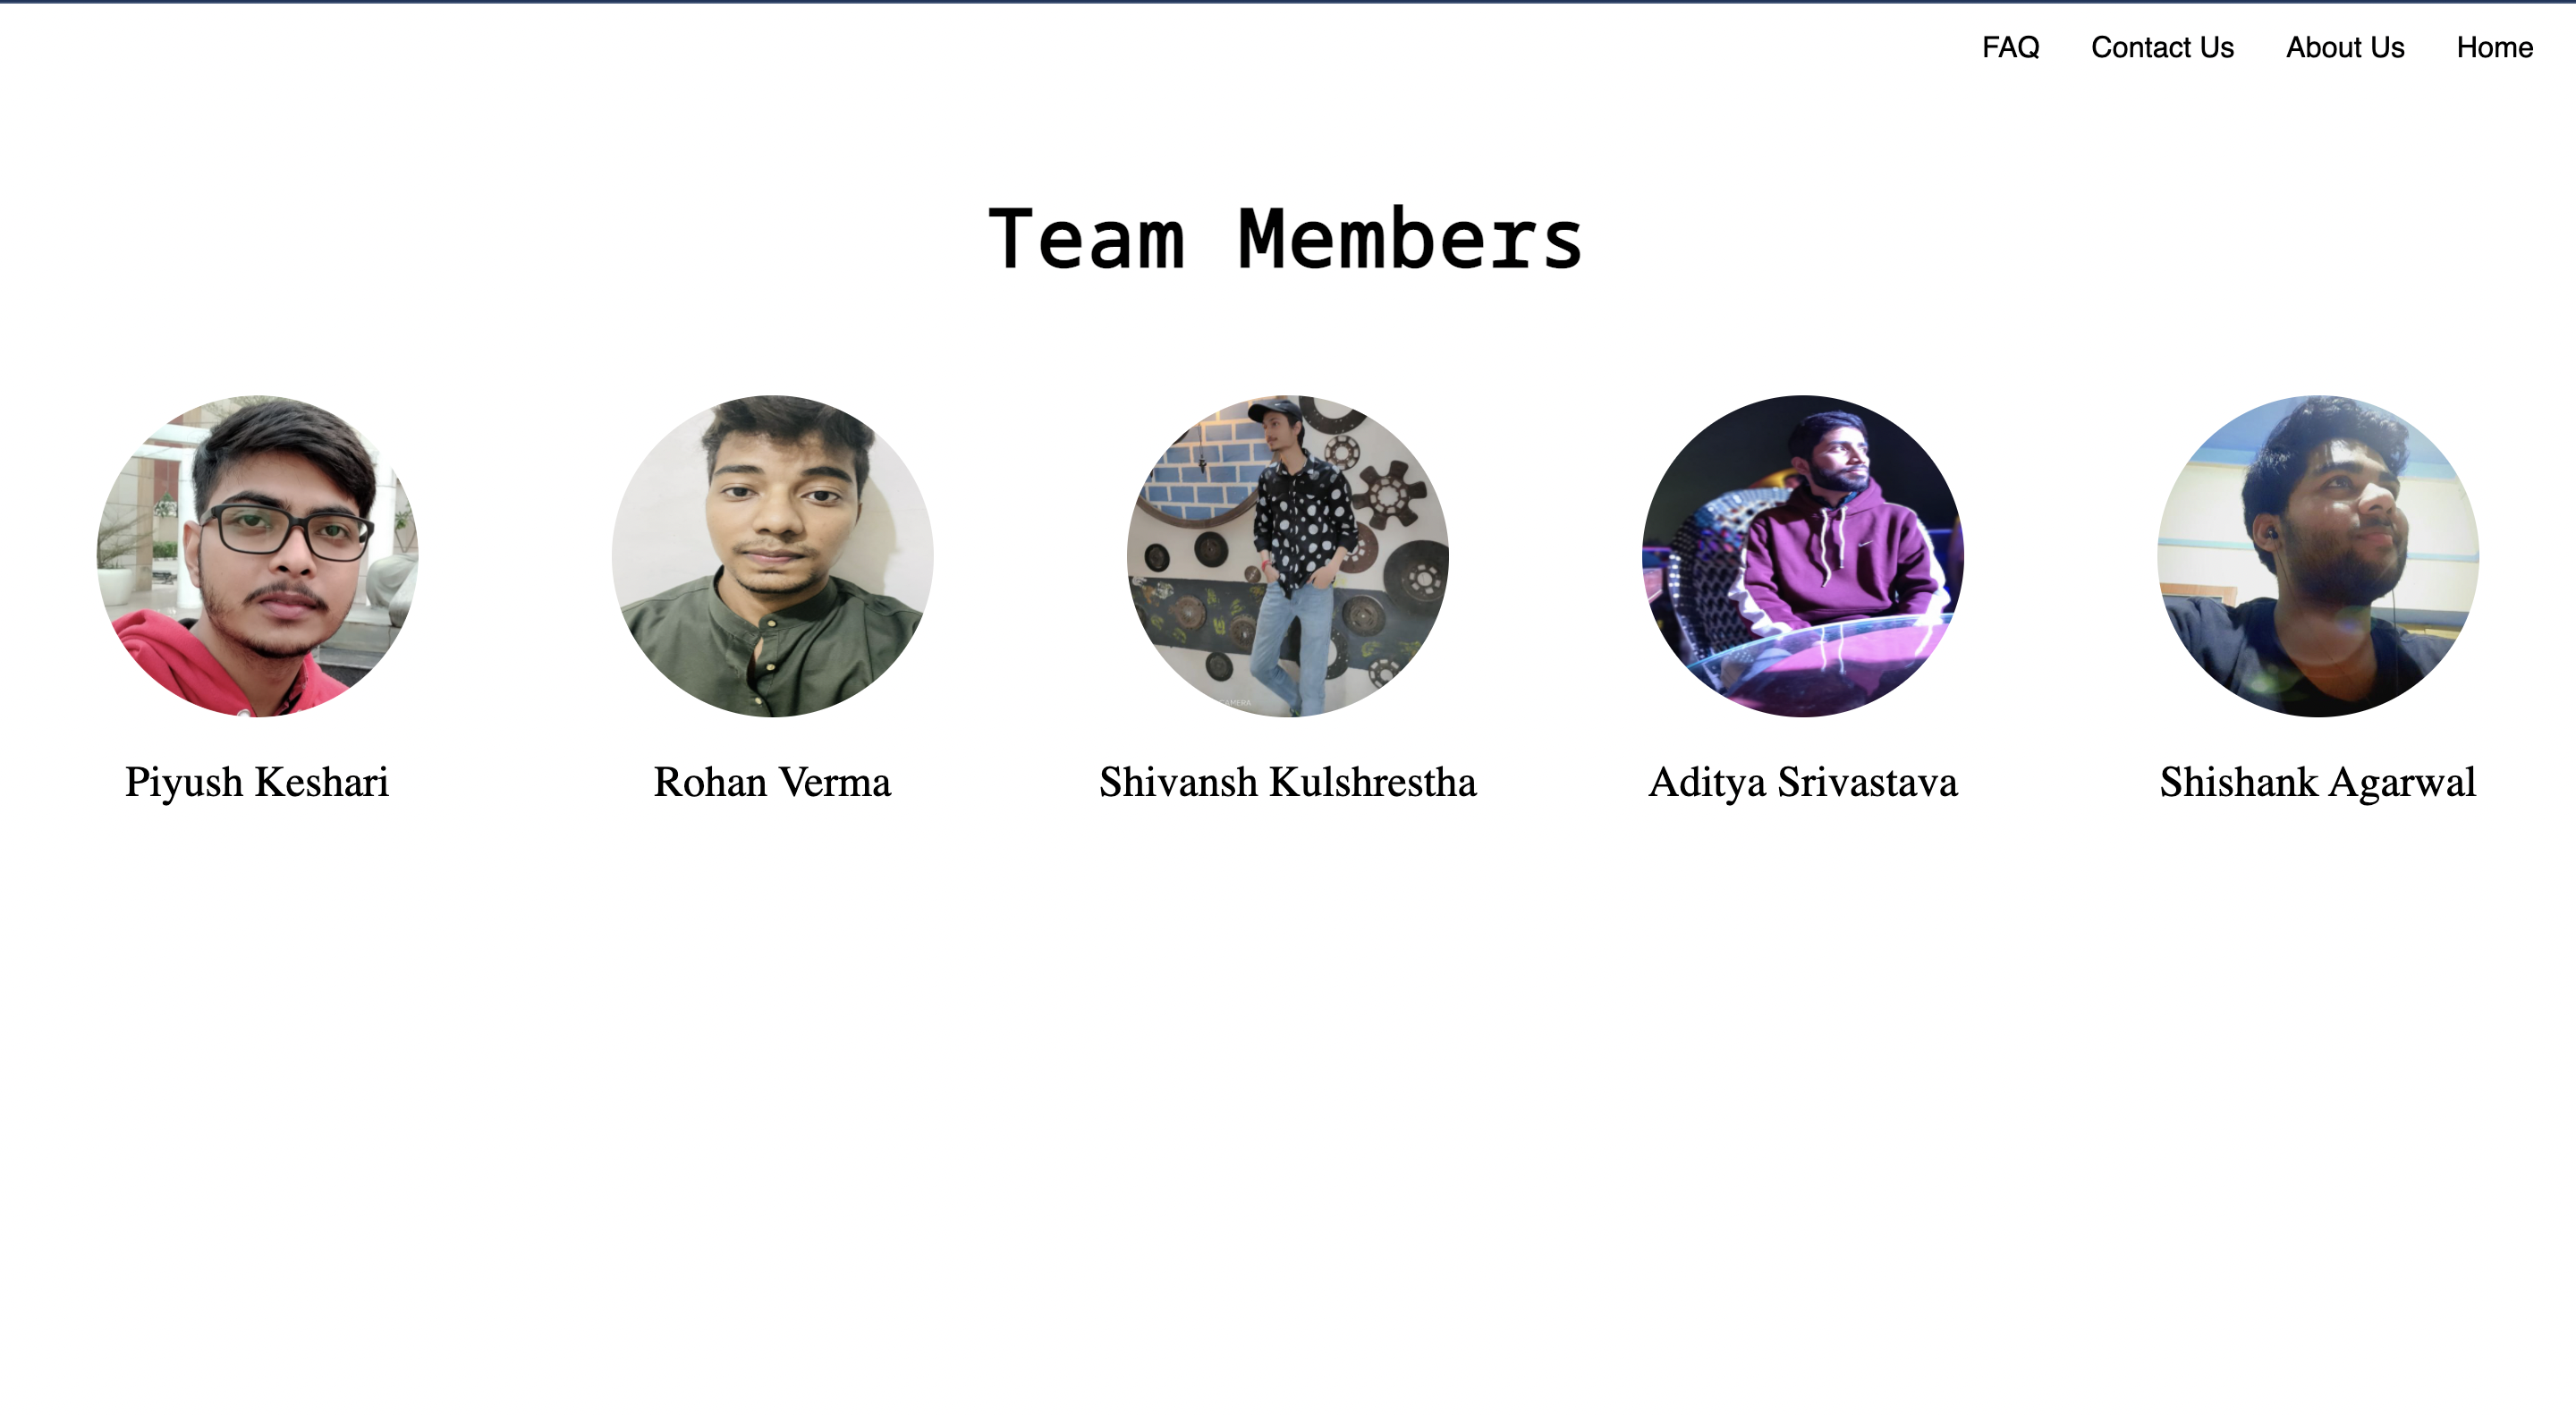 FAQ Contact Us About Us Home
Team Members
Piyush Keshari Rohan Verma Shivansh Kulshrestha Aditya Srivastava Shishank Agarwal